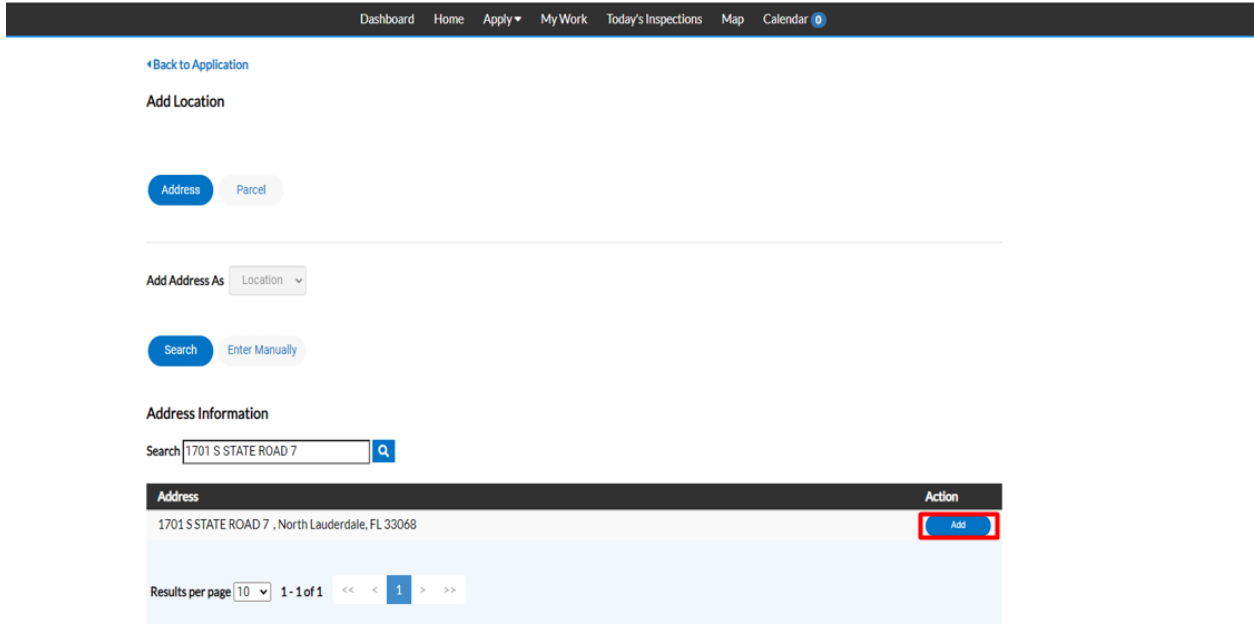 Dashboard Home Apply▾ My Work Today's Inspections Map Calendar 0
Back to Application
Add Location
Address Parcel
Add Address As Location
Search Enter Manually
Address Information
Search 1701 S STATE ROAD 7
Address Action
1701 S STATE ROAD 7 , North Lauderdale, FL 33068 Add
Results per page 10 1 - 1 of 1 << < 1 > >>